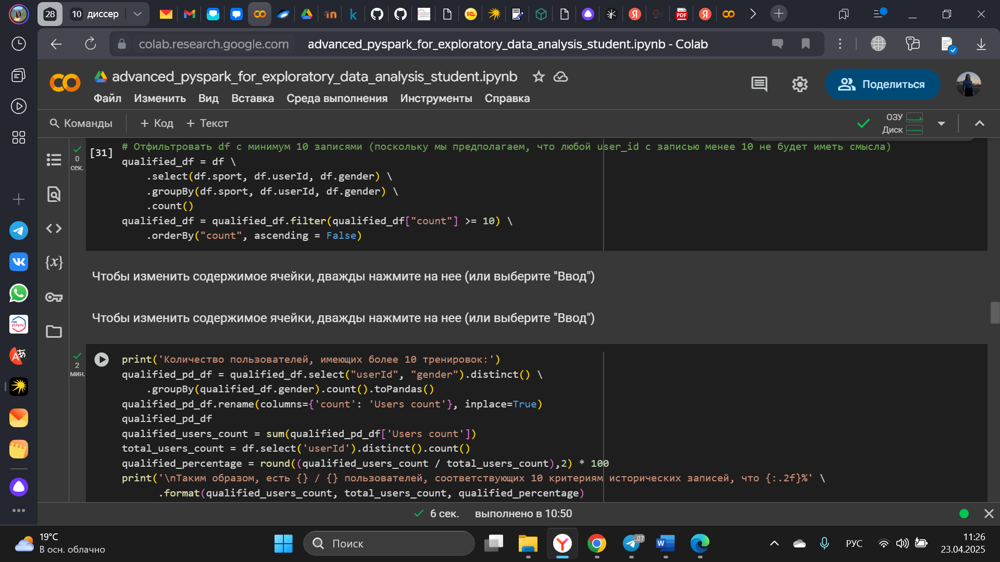 28
10 диссер
colab.research.google.com
advanced_pyspark_for_exploratory_data_analysis_student.ipynb - Colab
advanced_pyspark_for_exploratory_data_analysis_student.ipynb
Файл Изменить Вид Вставка Среда выполнения Инструменты Справка
Поделиться
Команды
+ Код + Текст
ОЗУ
Диск
[31]
0
сек.
# Отфильтровать df с минимум 10 записями (поскольку мы предполагаем, что любой user_id с записью менее 10 не будет иметь смысла)
qualified_df = df \
.select(df.sport, df.userId, df.gender) \
.groupBy(df.sport, df.userId, df.gender) \
.count()
qualified_df = qualified_df.filter(qualified_df["count"] >= 10) \
.orderBy("count", ascending = False)
Чтобы изменить содержимое ячейки, дважды нажмите на нее (или выберите "Ввод")
Чтобы изменить содержимое ячейки, дважды нажмите на нее (или выберите "Ввод")
2
мин.
print('Количество пользователей, имеющих более 10 тренировок:')
qualified_pd_df = qualified_df.select("userId", "gender").distinct() \
.groupBy(qualified_df.gender).count().toPandas()
qualified_pd_df.rename(columns={'count': 'Users count'}, inplace=True)
qualified_pd_df
qualified_users_count = sum(qualified_pd_df['Users count'])
total_users_count = df.select('userId').distinct().count()
qualified_percentage = round((qualified_users_count / total_users_count),2) * 100
print('\nТаким образом, есть {} / {} пользователей, соответствующих 10 критериям исторических записей, что {:.2f}%' \
.format(qualified_users_count, total_users_count, qualified_percentage)
6 сек. выполнено в 10:50
19°C
В осн. облачно
Поиск
РУС
11:26
23.04.2025